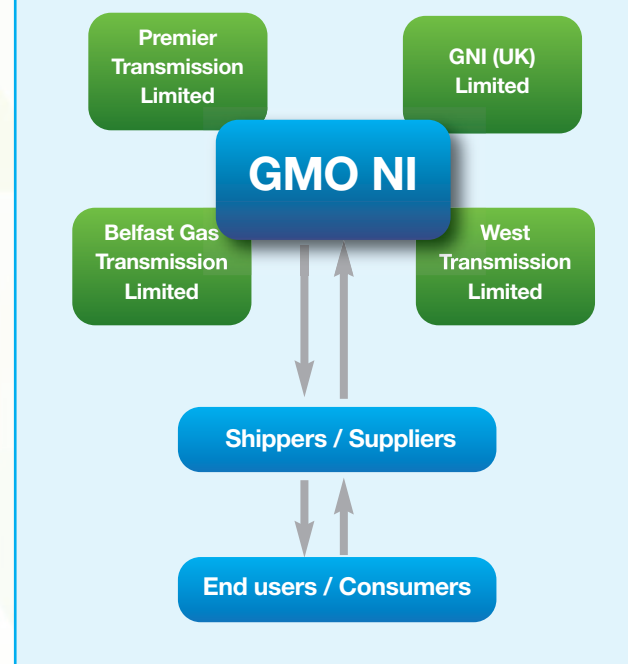 Premier
Transmission
Limited
GNI (UK)
Limited
GMO NI
Belfast Gas
Transmission
Limited
West
Transmission
Limited
Shippers / Suppliers
End users / Consumers